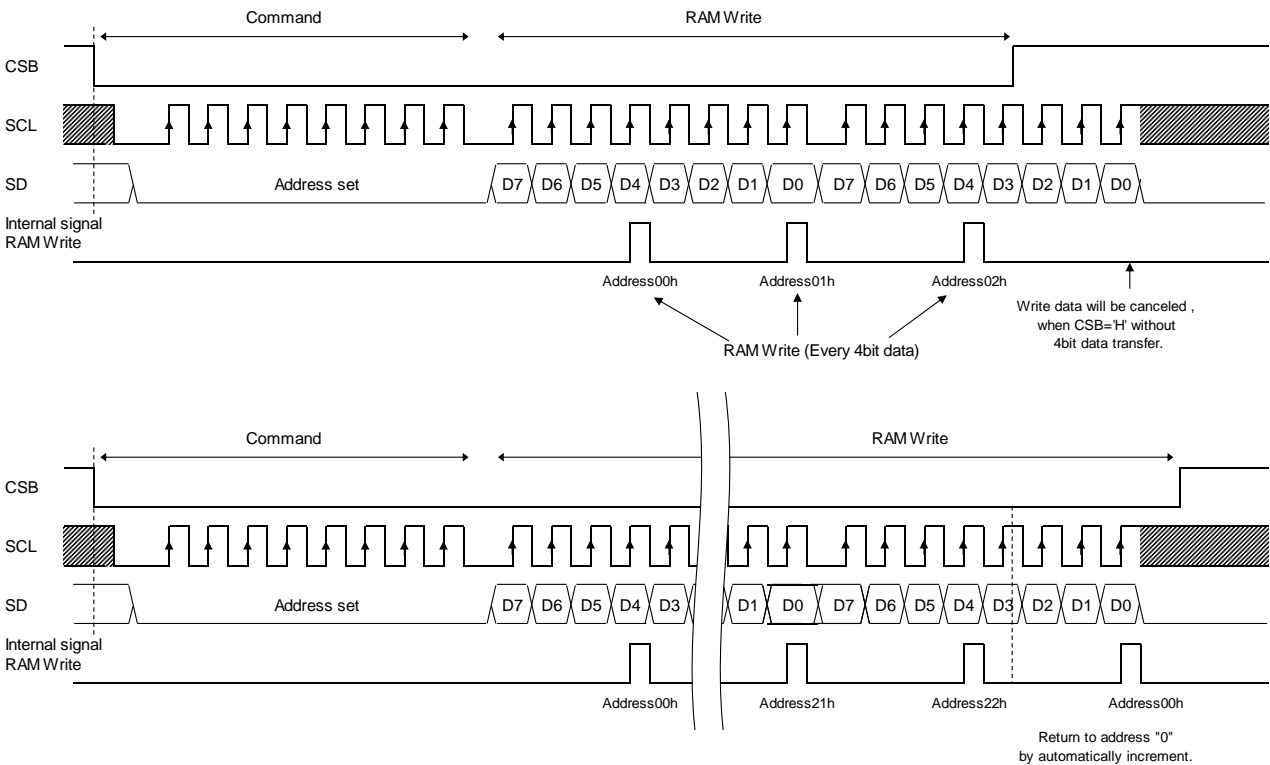 Command RAM Write
CSB
SCL
SD Address set D7 D6 D5 D4 D3 D2 D1 D0 D7 D6 D5 D4 D3 D2 D1 D0
Internal signal
RAM Write
Address00h Address01h Address02h
Write data will be canceled ,
when CSB='H' without
4bit data transfer.
RAM Write (Every 4bit data)
Command RAM Write
CSB
SCL
SD Address set D7 D6 D5 D4 D3 D1 D0 D7 D6 D5 D4 D3 D2 D1 D0
Internal signal
RAM Write
Address00h Address21h Address22h Address00h
Return to address "0"
by automatically increment.